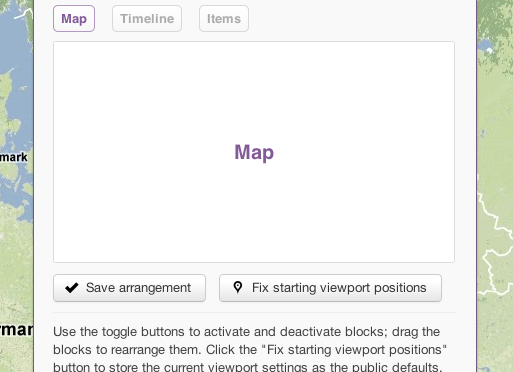 Map Timeline Items
Map
mark
Save arrangement Fix starting viewport positions
rmar
Use the toggle buttons to activate and deactivate blocks; drag the
blocks to rearrange them. Click the "Fix starting viewport positions"
button to store the current viewport settings as the public defaults.